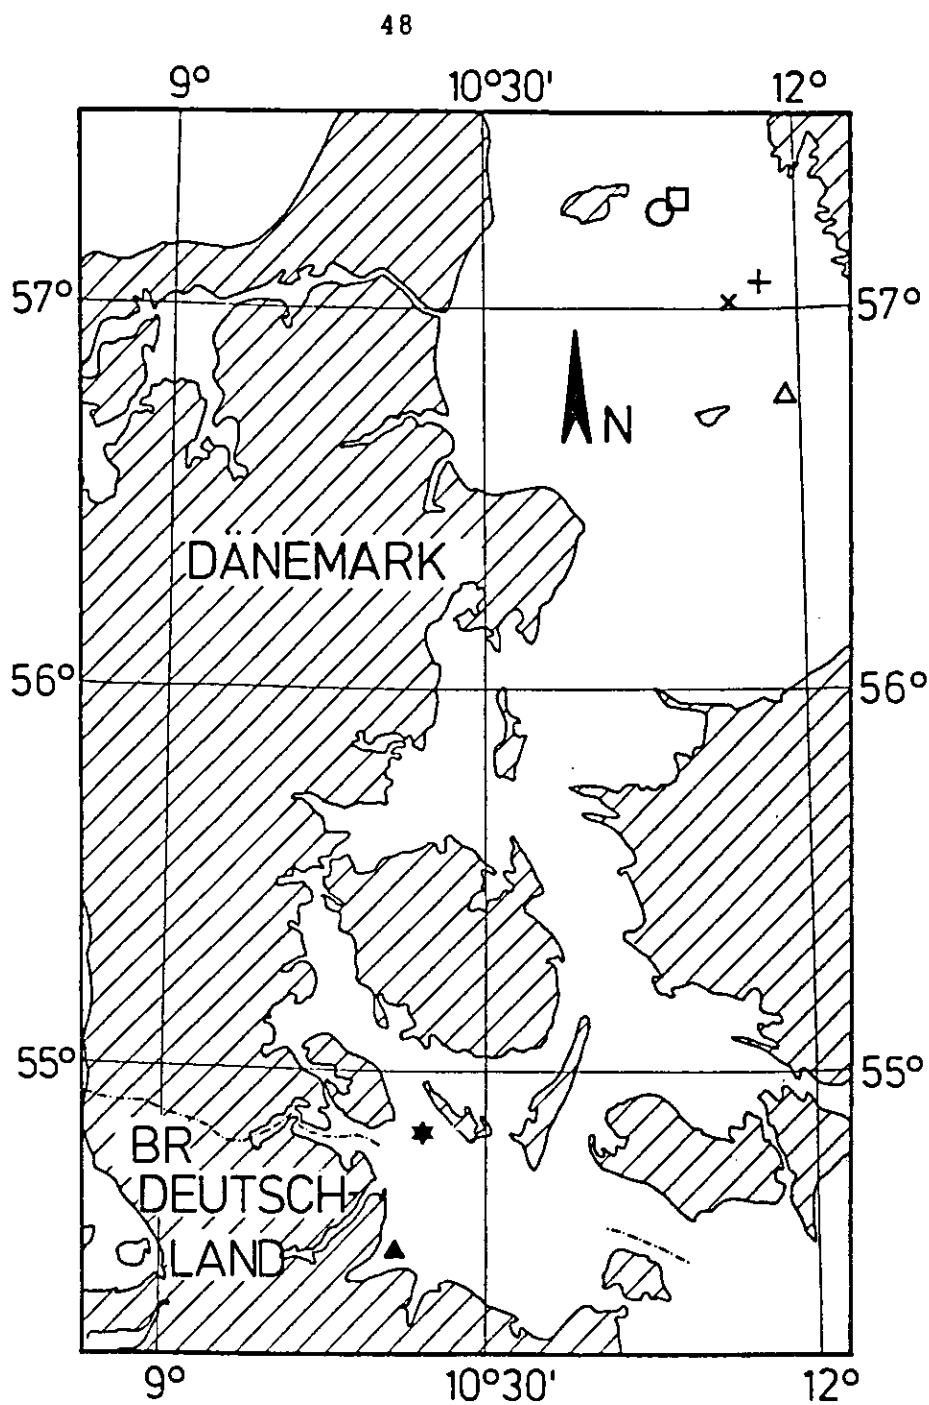 48
9° 10°30' 12°
57° 57°
N
DÄNEMARK
56° 56°
55° 55°
BR
DEUTSCH-
LAND
9° 10°30' 12°